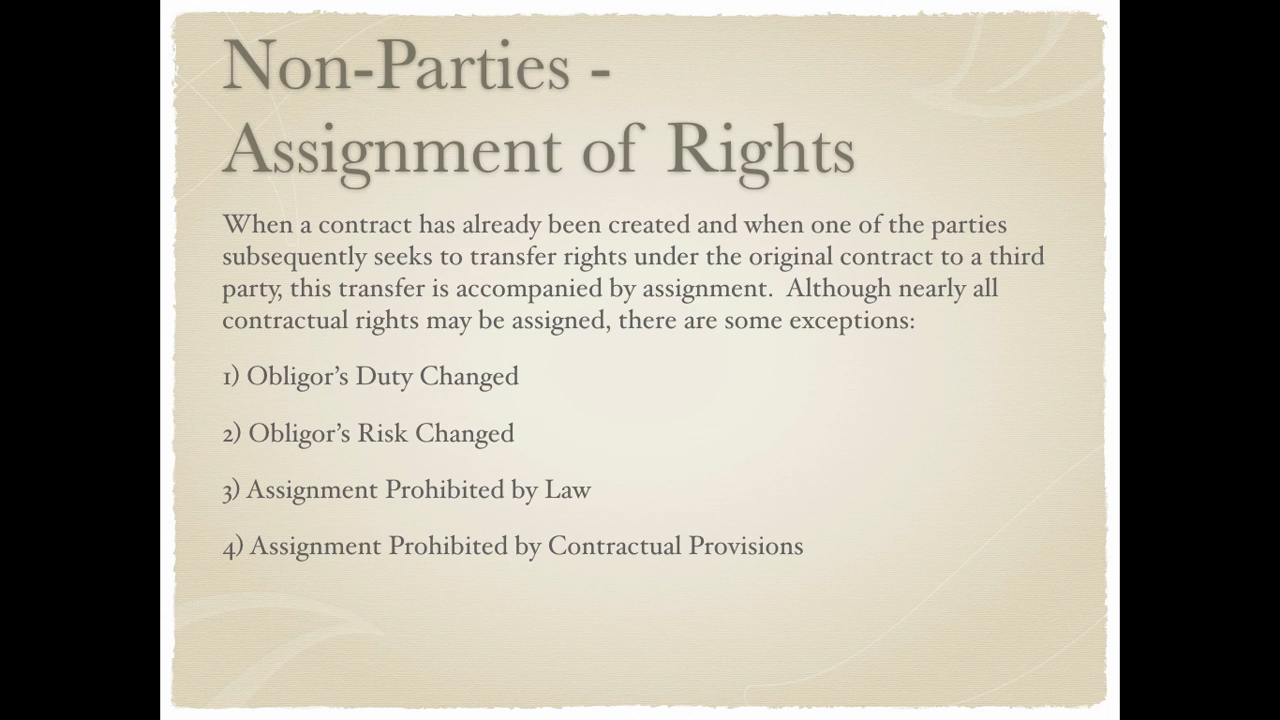 Non-Parties -
Assignment of Rights
When a contract has already been created and when one of the parties
subsequently seeks to transfer rights under the original contract to a third
party, this transfer is accompanied by assignment.  Although nearly all
contractual rights may be assigned, there are some exceptions:
1) Obligor’s Duty Changed
2) Obligor’s Risk Changed
3) Assignment Prohibited by Law
4) Assignment Prohibited by Contractual Provisions